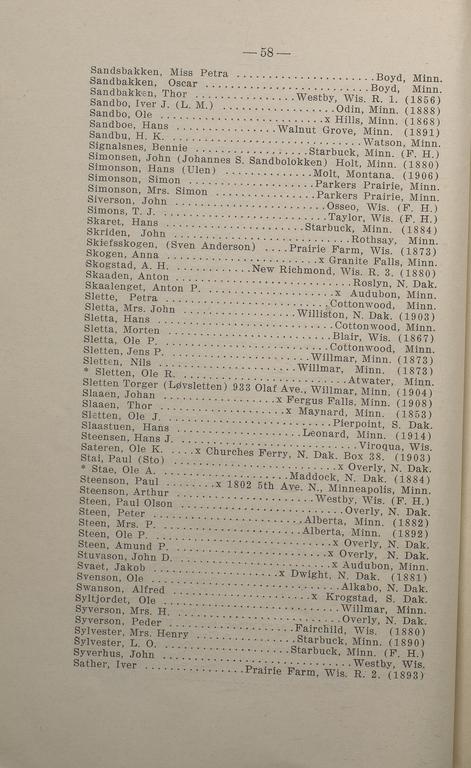 — 58 —
Sandsbakken, Miss Petra ........................Boyd, Minn.
Sandbakken, Oscar ........................Boyd, Minn.
Sandbakken, Thor ................Westby, Wis. R. 1. (1856)
Sandbo, Iver J. (L. M.) ....................Odin, Minn. (1888)
Sandbo, Ole ........................x Hills, Minn. (1868)
Sandboe, Hans ................Walnut Grove, Minn. (1891)
Sandbu, H. K. ............................Watson, Minn.
Signalsnes, Bennie ................Starbuck, Minn. (F. H.)
Simonsen, John (Johannes S. Sandbolokken) Holt, Minn. (1880)
Simonson, Hans (Ulen) ..............Molt, Montana. (1906)
Simonson, Simon ....................Parkers Prairie, Minn.
Simonson, Mrs. Simon ................Parkers Prairie, Minn.
Siverson, John ........................Osseo, Wis. (F. H.)
Simons, T. J. ........................Taylor, Wis. (F. H.)
Skaret, Hans ........................Starbuck, Minn. (1884)
Skriden, John ............................Rothsay, Minn.
Skiefsskogen, (Sven Anderson) .....Prairie Farm, Wis. (1873)
Skogen, Anna ........................x Granite Falls, Minn.
Skogstad, A. H. ..............New Richmond, Wis. R. 3. (1880)
Skaaden, Anton ........................Roslyn, N. Dak.
Skaalenget, Anton P. ....................x Audubon, Minn.
Slette, Petra ........................Cottonwood, Minn.
Sletta, Mrs. John ................Williston, N. Dak. (1903)
Sletta, Hans ........................Cottonwood, Minn.
Sletta, Morten ........................Blair, Wis. (1867)
Sletta, Ole P. ........................Cottonwood, Minn.
Sletten, Jens P. ....................Willmar, Minn. (1873)
Sletten, Nils ....................Willmar, Minn. (1873)
* Sletten, Ole R. ........................Atwater, Minn.
Sletten Torger (Løvsletten) 933 Olaf Ave., Willmar, Minn. (1904)
Slaaen, Johan ................x Fergus Falls, Minn. (1908)
Slaaen, Thor ....................x Maynard, Minn. (1853)
Sletten, Ole J. ........................Pierpoint, S. Dak.
Slaastuen, Hans ....................Leonard, Minn. (1914)
Steensen, Hans J. ........................Viroqua, Wis.
Sateren, Ole K. ....x Churches Ferry, N. Dak. Box 38. (1903)
Stai, Paul (Sto) ........................x Overly, N. Dak.
* Stae, Ole A. ....................Maddock, N. Dak. (1884)
Steenson, Paul ........x 1802 5th Ave. N., Minneapolis, Minn.
Steenson, Arthur ....................Westby, Wis. (F. H.)
Steen, Paul Olson ........................Overly, N. Dak.
Steen, Peter ........................Alberta, Minn. (1882)
Steen, Mrs. P. ....................Alberta, Minn. (1892)
Steen, Ole P. ........................x Overly, N. Dak.
Steen, Amund P. ........................x Overly, N. Dak.
Stuvason, John D. ....................x Audubon, Minn.
Svaet, Jakob ....................x Dwight, N. Dak. (1881)
Svenson, Ole ............................Alkabo, N. Dak.
Swanson, Alfred ....................x Krogstad, S. Dak.
Syltjordet, Ole ........................Willmar, Minn.
Syverson, Mrs. H. ........................Overly, N. Dak.
Syverson, Peder ....................Fairchild, Wis. (1880)
Sylvester, Mrs. Henry ..............Starbuck, Minn. (1890)
Sylvester, L. O. ................Starbuck, Minn. (F. H.)
Syverhus, John ........................Westby, Wis.
Sather, Iver ................Prairie Farm, Wis. R. 2. (1893)